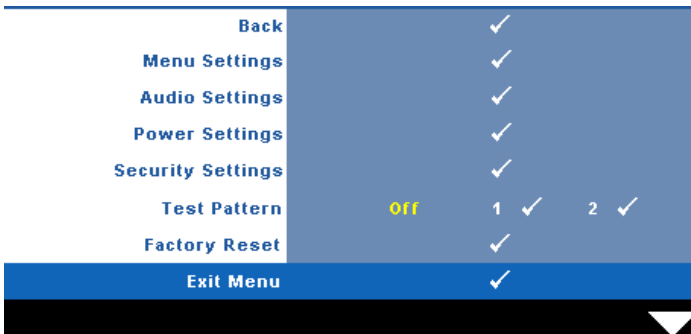 Back ✓
Menu Settings ✓
Audio Settings ✓
Power Settings ✓
Security Settings ✓
Test Pattern Off 1 ✓ 2 ✓
Factory Reset ✓
Exit Menu ✓